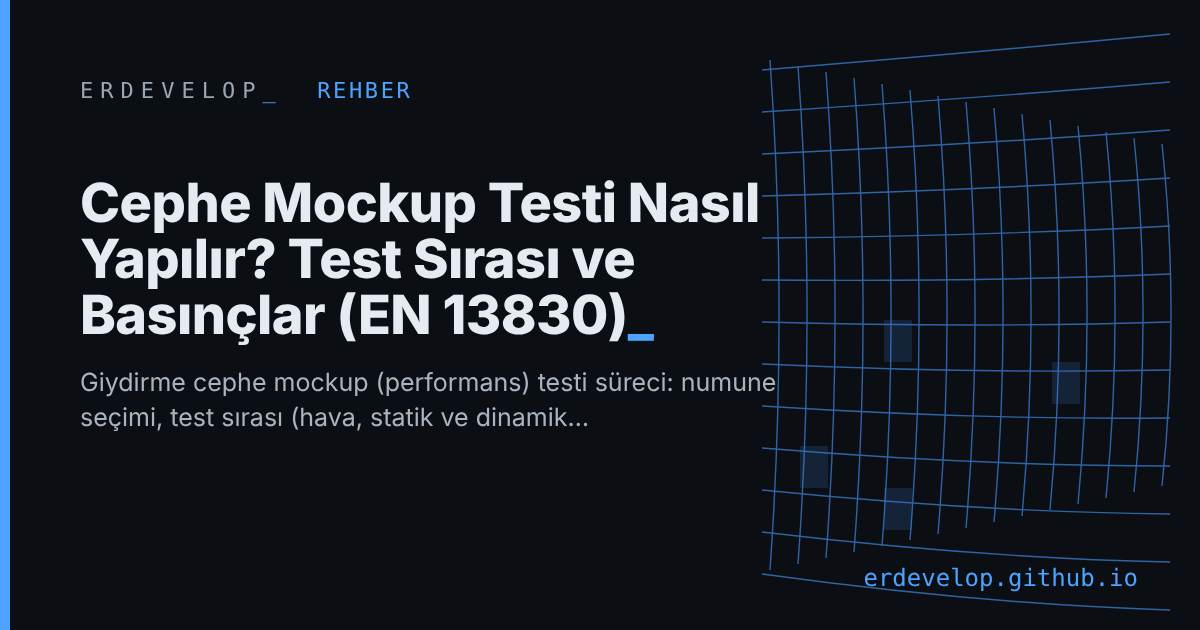 ERDEVELOP_ REHBER
Cephe Mockup Testi Nasıl
Yapılır? Test Sırası ve
Basınçlar (EN 13830)_
Giydirme cephe mockup (performans) testi süreci: numune
seçimi, test sırası (hava, statik ve dinamik...
erdevelop.github.io